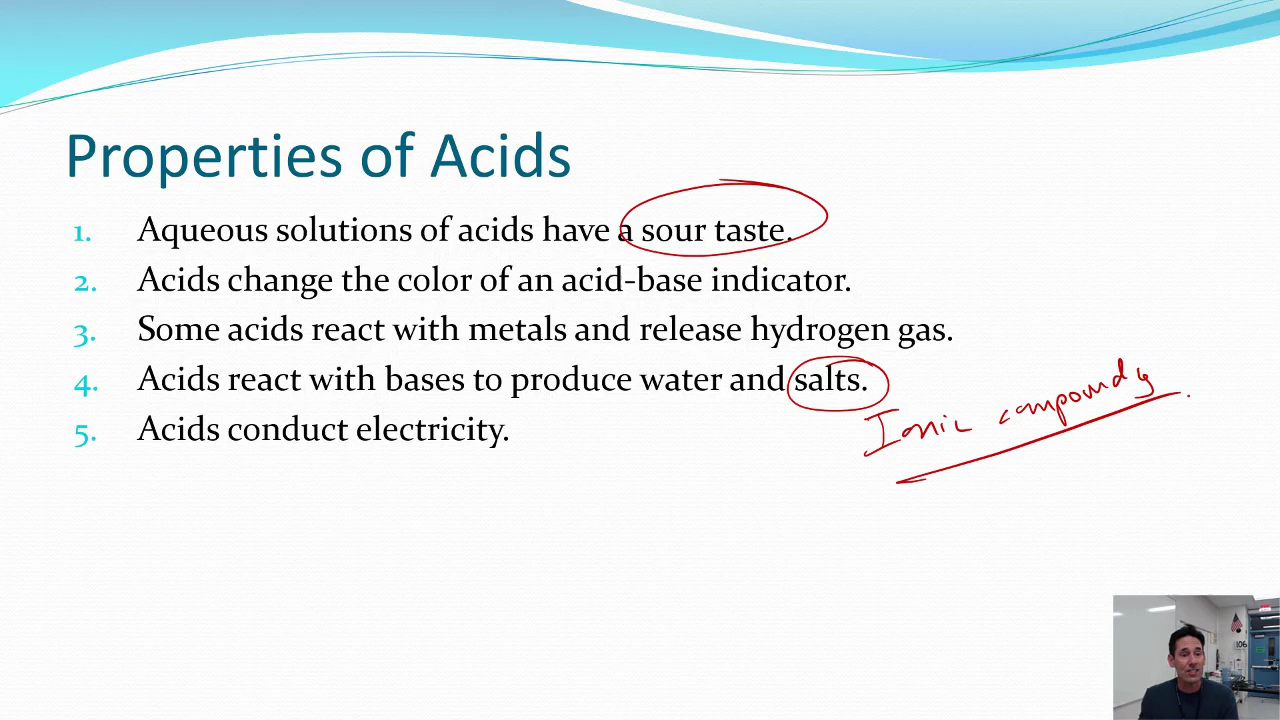 Properties of Acids
1. Aqueous solutions of acids have a sour taste.
2. Acids change the color of an acid-base indicator.
3. Some acids react with metals and release hydrogen gas.
4. Acids react with bases to produce water and salts.
Ionic compounds
5. Acids conduct electricity.
106